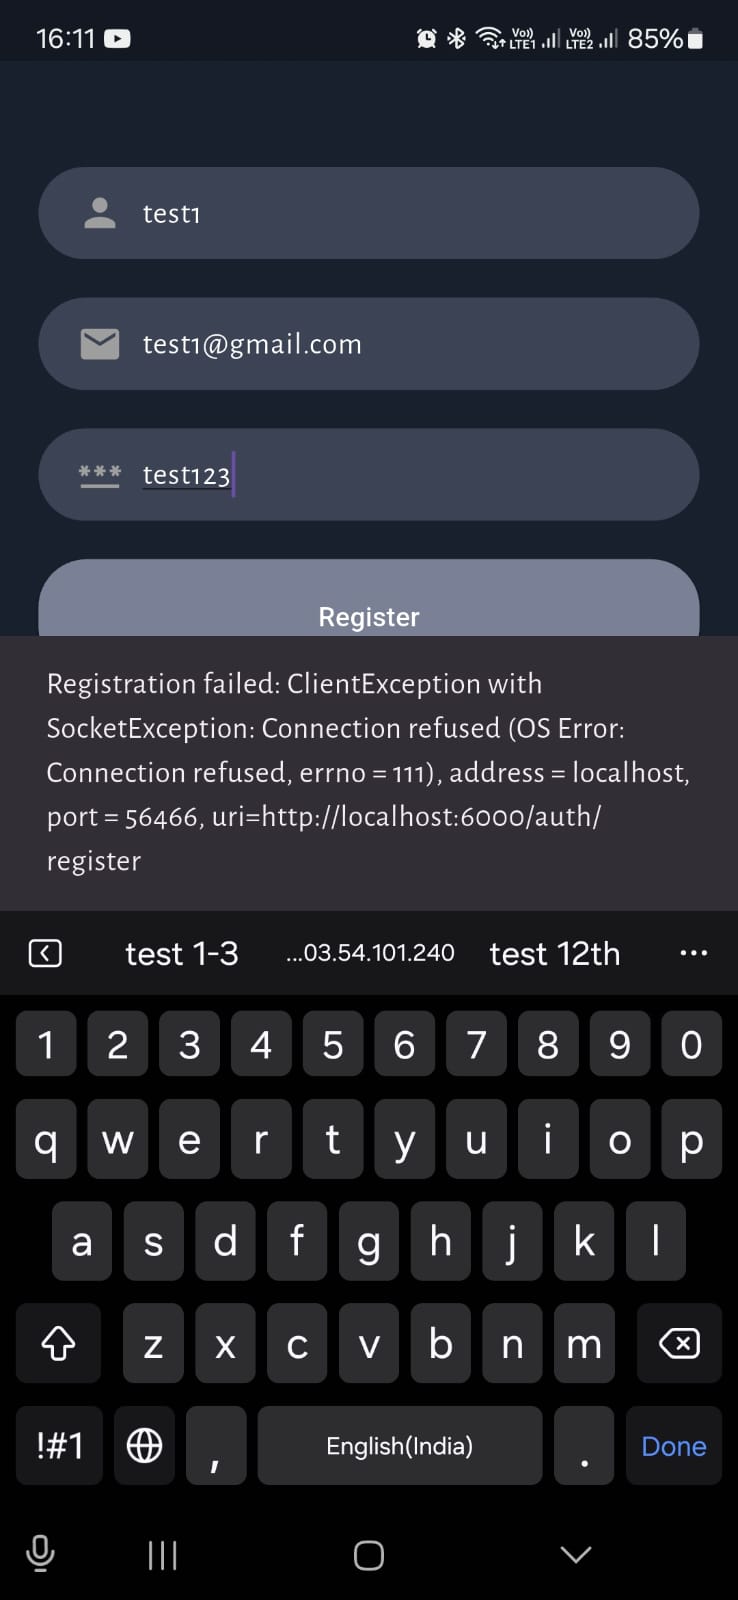 16:11 Vo)) LTE1 Vo)) LTE2 85%
test1
test1@gmail.com
*** test123
Register
Registration failed: ClientException with
SocketException: Connection refused (OS Error:
Connection refused, errno = 111), address = localhost,
port = 56466, uri=http://localhost:6000/auth/
register
test 1-3 ...03.54.101.240 test 12th ...
1 2 3 4 5 6 7 8 9 0
q w e r t y u i o p
a s d f g h j k l
z x c v b n m
!#1 , English(India) . Done